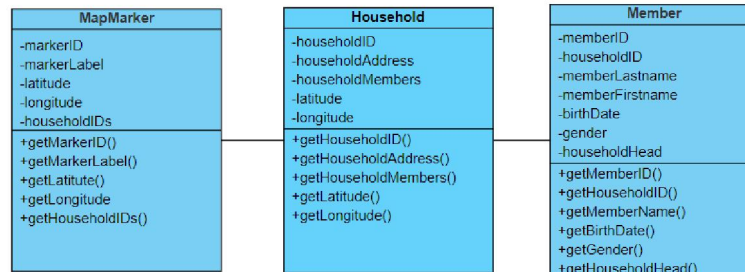 MapMarker
-markerID
-markerLabel
-latitude
-longitude
-householdIDs
+getMarkerID()
+getMarkerLabel()
+getLatitute()
+getLongitude
+getHouseholdIDs()
Household
-householdID
-householdAddress
-householdMembers
-latitude
-longitude
+getHouseholdID()
+getHouseholdAddress()
+getHouseholdMembers()
+getLatitude()
+getLongitude()
Member
-memberID
-householdID
-memberLastname
-memberFirstname
-birthDate
-gender
-householdHead
+getMemberID()
+getHouseholdID()
+getMemberName()
+getBirthDate()
+getGender()
+getHouseholdHead()